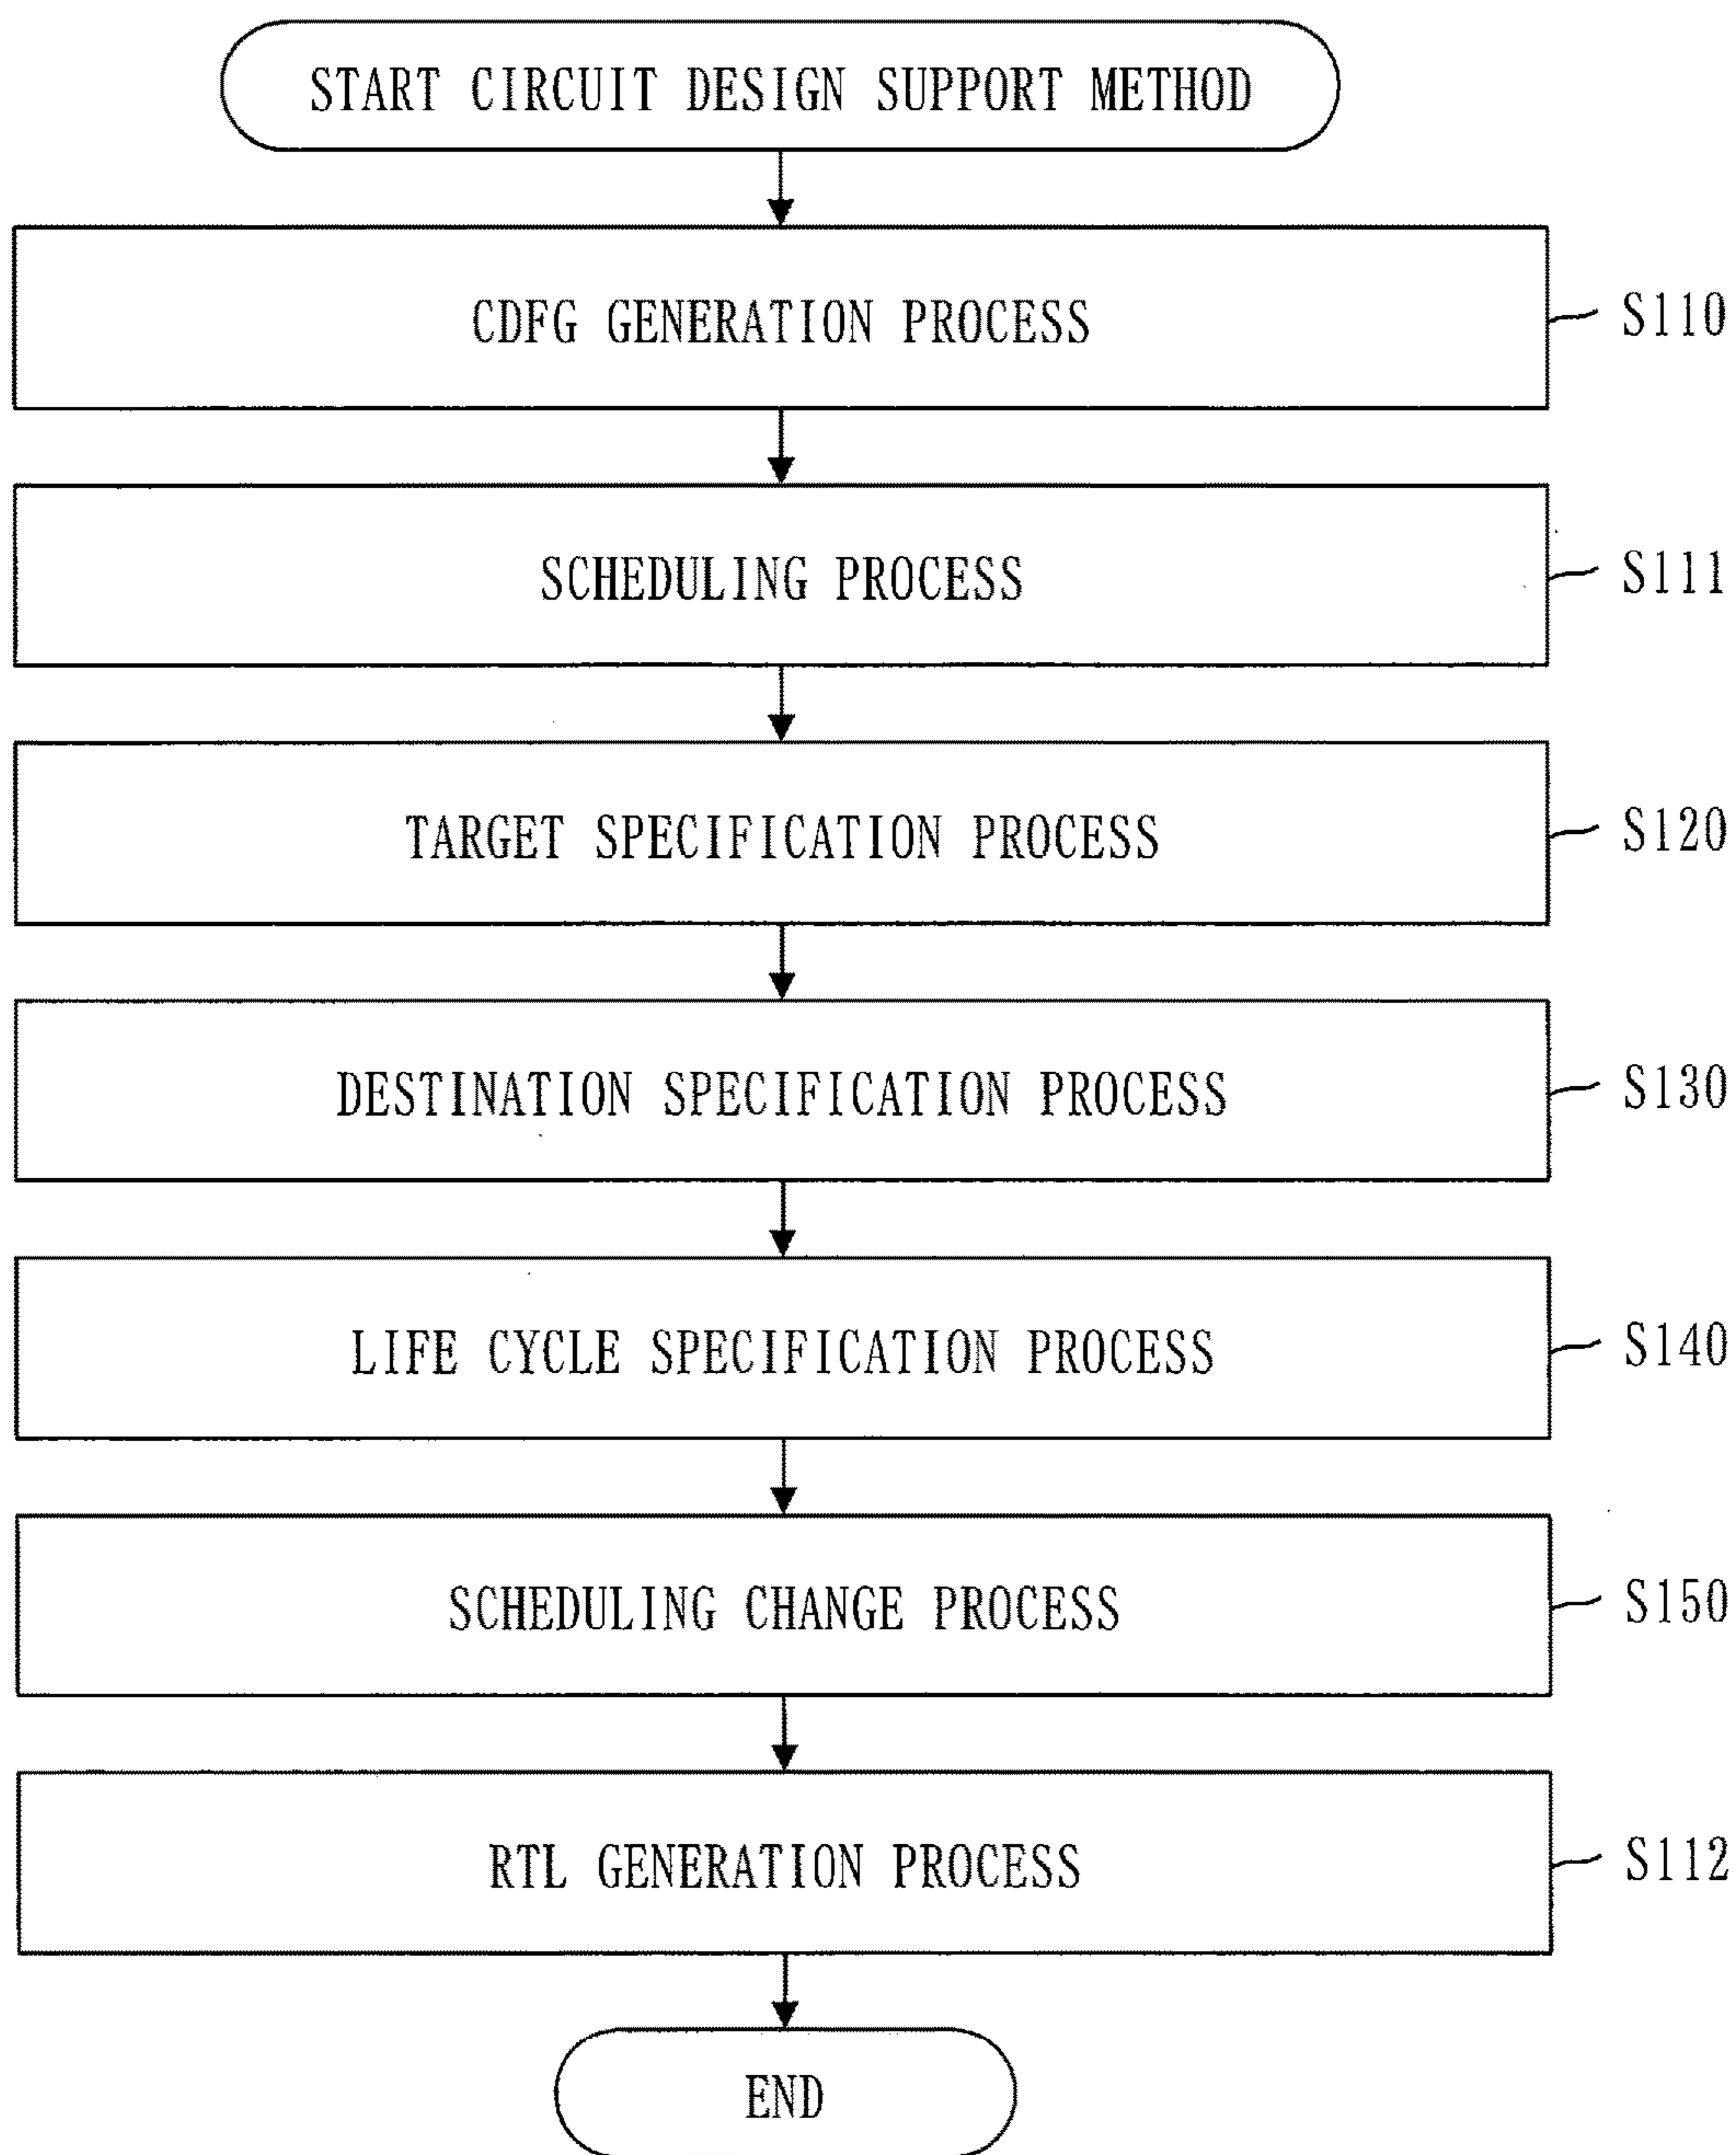 START CIRCUIT DESIGN SUPPORT METHOD
CDFG GENERATION PROCESS
S110
SCHEDULING PROCESS
S111
TARGET SPECIFICATION PROCESS
S120
DESTINATION SPECIFICATION PROCESS
S130
LIFE CYCLE SPECIFICATION PROCESS
S140
SCHEDULING CHANGE PROCESS
S150
RTL GENERATION PROCESS
S112
END